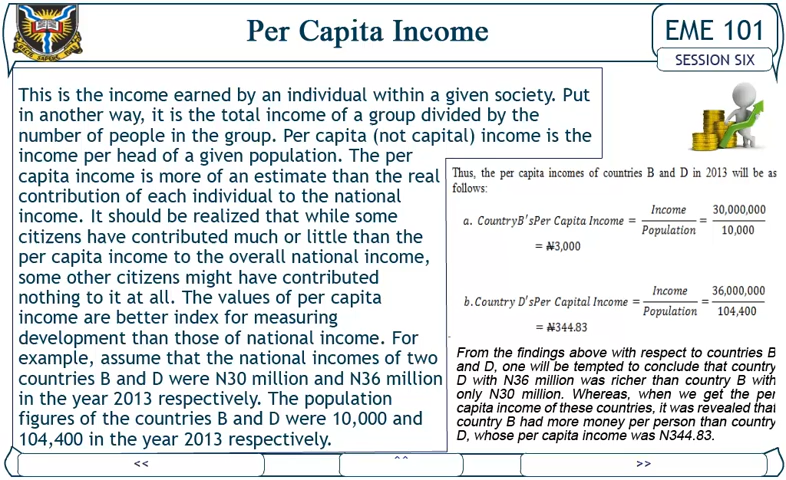 Per Capita Income
EME 101
SESSION SIX
This is the income earned by an individual within a given society. Put
in another way, it is the total income of a group divided by the
number of people in the group. Per capita (not capital) income is the
income per head of a given population. The per
capita income is more of an estimate than the real
contribution of each individual to the national
income. It should be realized that while some
citizens have contributed much or little than the
per capita income to the overall national income,
some other citizens might have contributed
nothing to it at all. The values of per capita
income are better index for measuring
development than those of national income. For
example, assume that the national incomes of two
countries B and D were N30 million and N36 million
in the year 2013 respectively. The population
figures of the countries B and D were 10,000 and
104,400 in the year 2013 respectively.
Thus, the per capita incomes of countries B and D in 2013 will be as
follows:
a. CountryB'sPer Capita Income = Income / Population = 30,000,000 / 10,000
= ₦3,000
b. Country D'sPer Capital Income = Income / Population = 36,000,000 / 104,400
= ₦344.83
From the findings above with respect to countries B
and D, one will be tempted to conclude that country
D with N36 million was richer than country B with
only N30 million. Whereas, when we get the per
capita income of these countries, it was revealed that
country B had more money per person than country
D, whose per capita income was N344.83.
<<
^^
>>